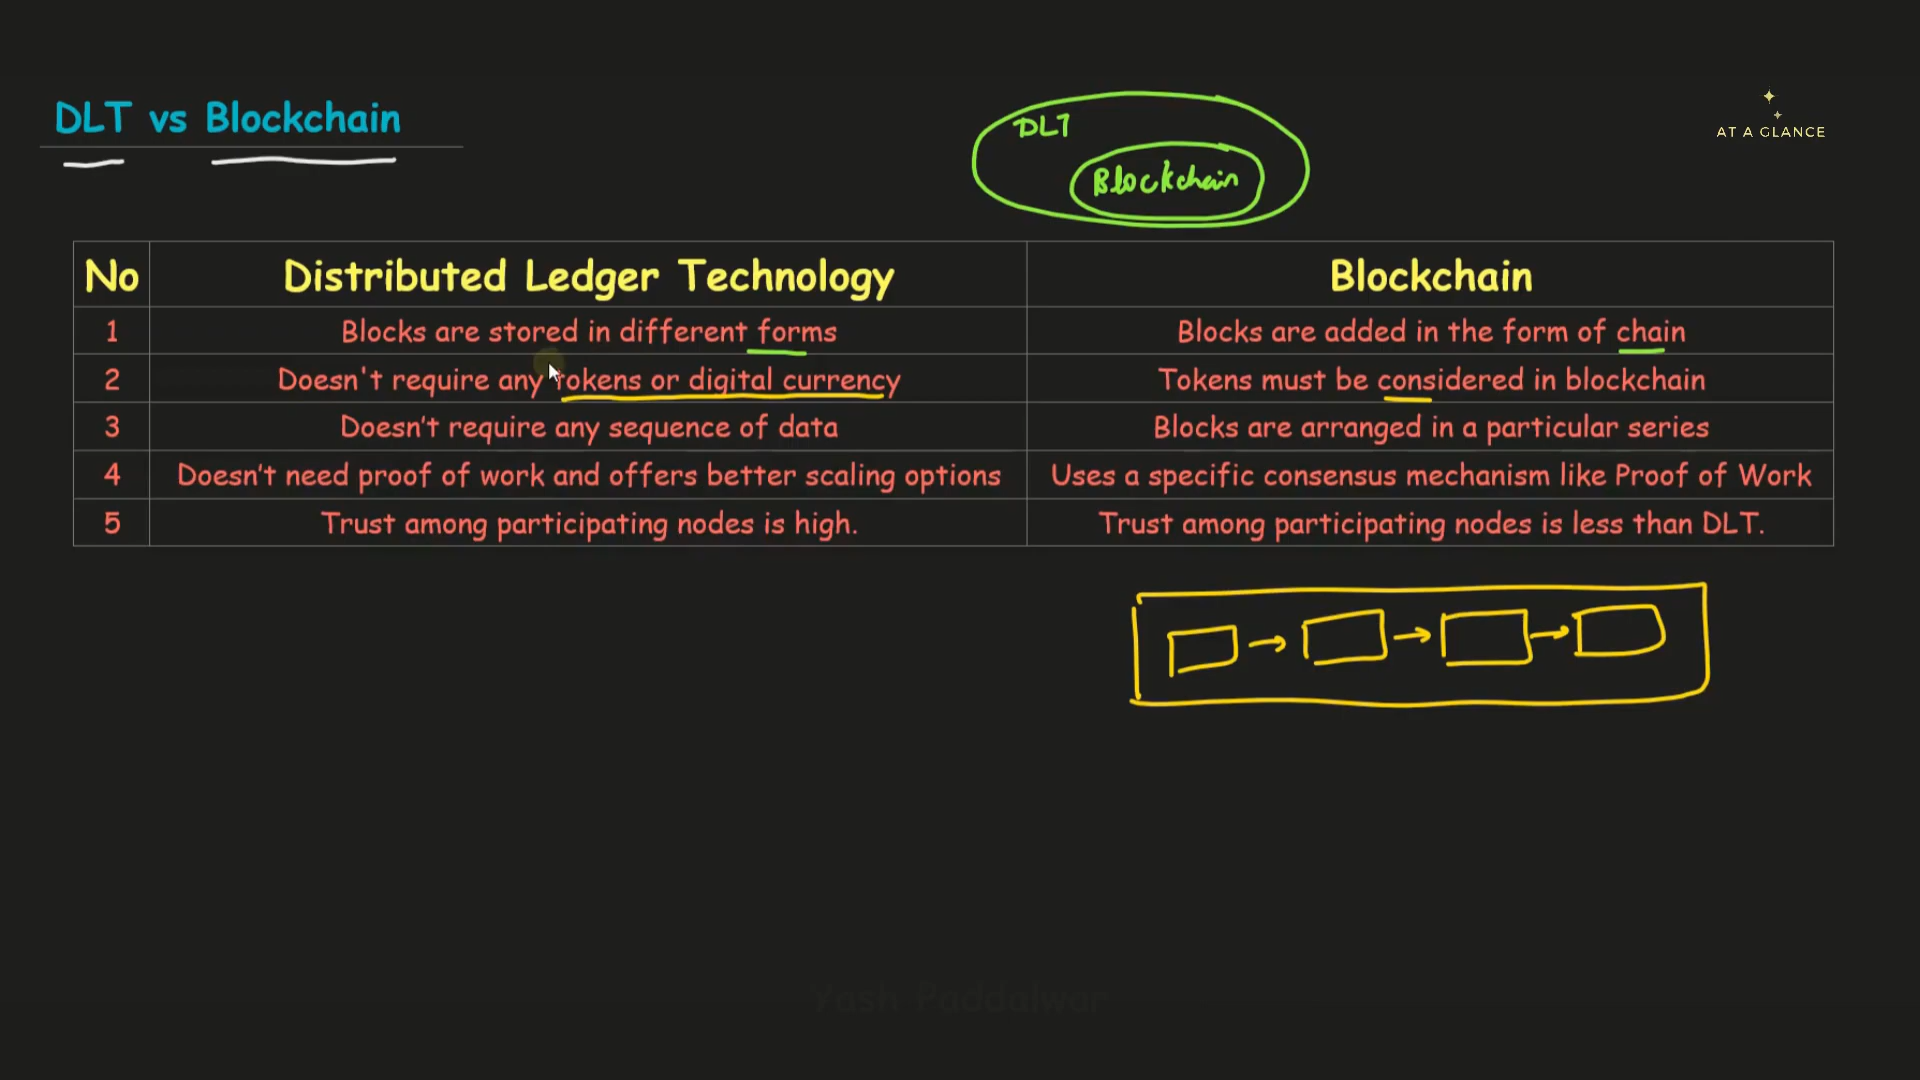 DLT vs Blockchain
DLT
Blockchain
AT A GLANCE
No Distributed Ledger Technology Blockchain
1 Blocks are stored in different forms Blocks are added in the form of chain
2 Doesn't require any tokens or digital currency Tokens must be considered in blockchain
3 Doesn't require any sequence of data Blocks are arranged in a particular series
4 Doesn't need proof of work and offers better scaling options Uses a specific consensus mechanism like Proof of Work
5 Trust among participating nodes is high. Trust among participating nodes is less than DLT.
Yash Paddalwar